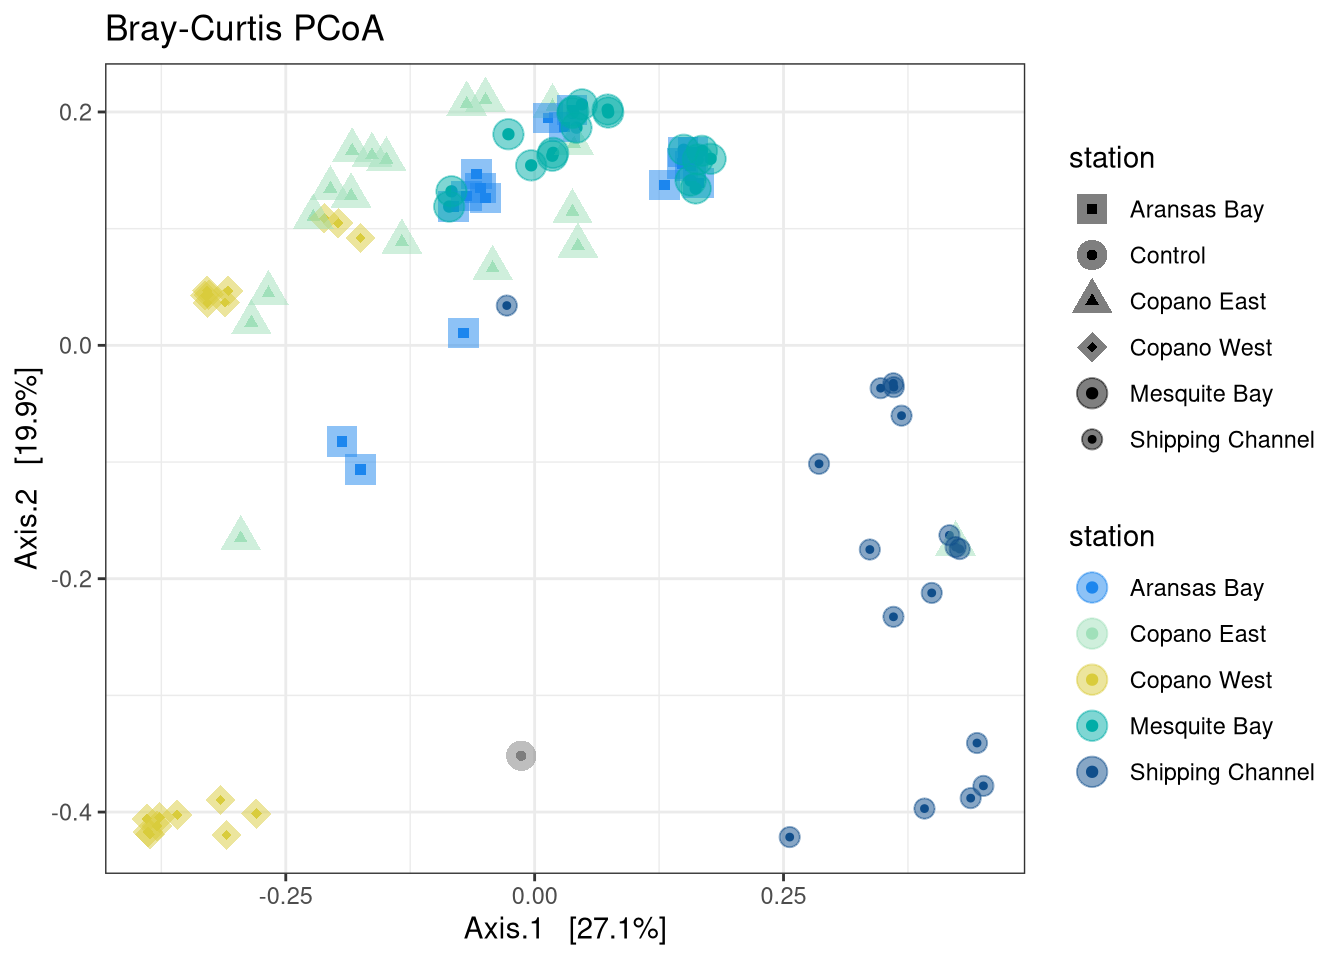 Bray-Curtis PCoA
0.2
0.0
-0.2
-0.4
Axis.2 [19.9%]
-0.25
0.00
0.25
Axis.1 [27.1%]
station
Aransas Bay
Control
Copano East
Copano West
Mesquite Bay
Shipping Channel
station
Aransas Bay
Copano East
Copano West
Mesquite Bay
Shipping Channel